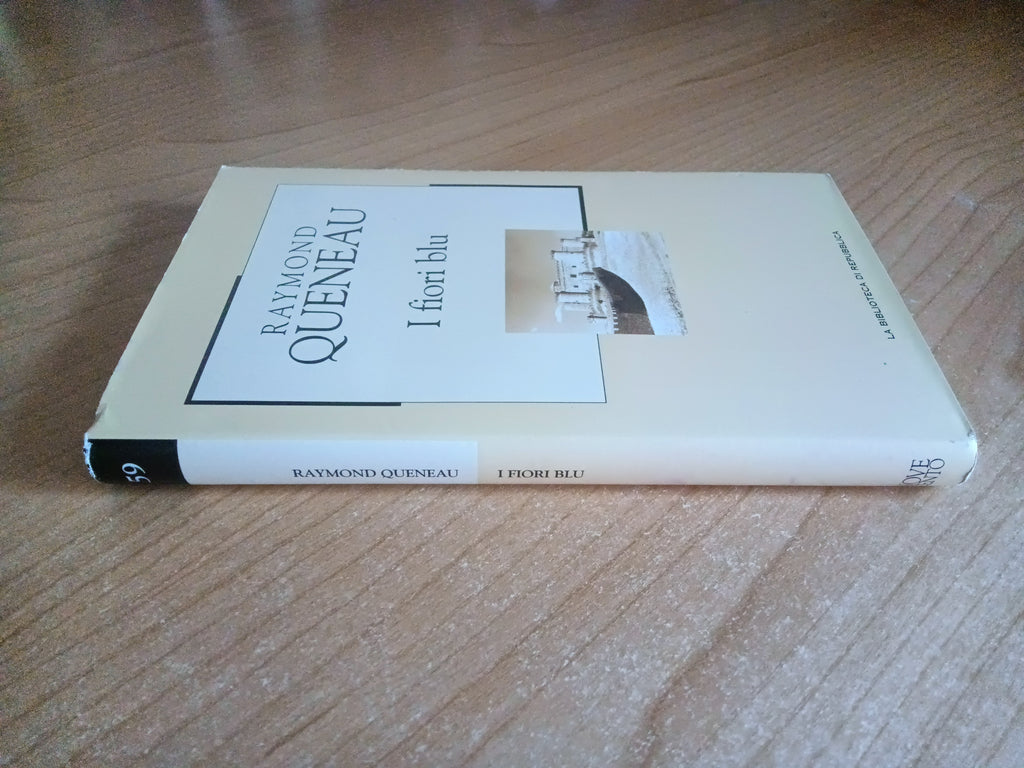 RAYMOND
QUENEAU
I fiori blu
LA BIBLIOTECA DI REPUBBLICA
59
RAYMOND QUENEAU
I FIORI BLU